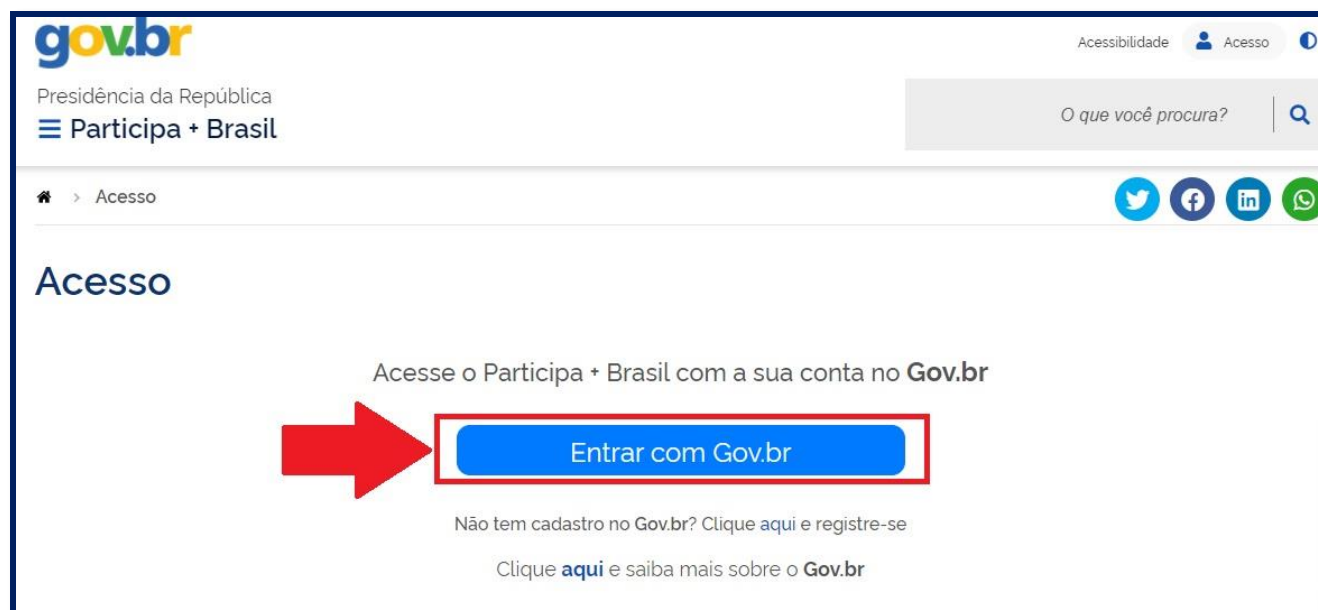 gov.br
Acessibilidade Acesso
Presidência da República
Participa + Brasil
O que você procura?
> Acesso
Acesso
Acesse o Participa + Brasil com a sua conta no Gov.br
Entrar com Gov.br
Não tem cadastro no Gov.br? Clique aqui e registre-se
Clique aqui e saiba mais sobre o Gov.br